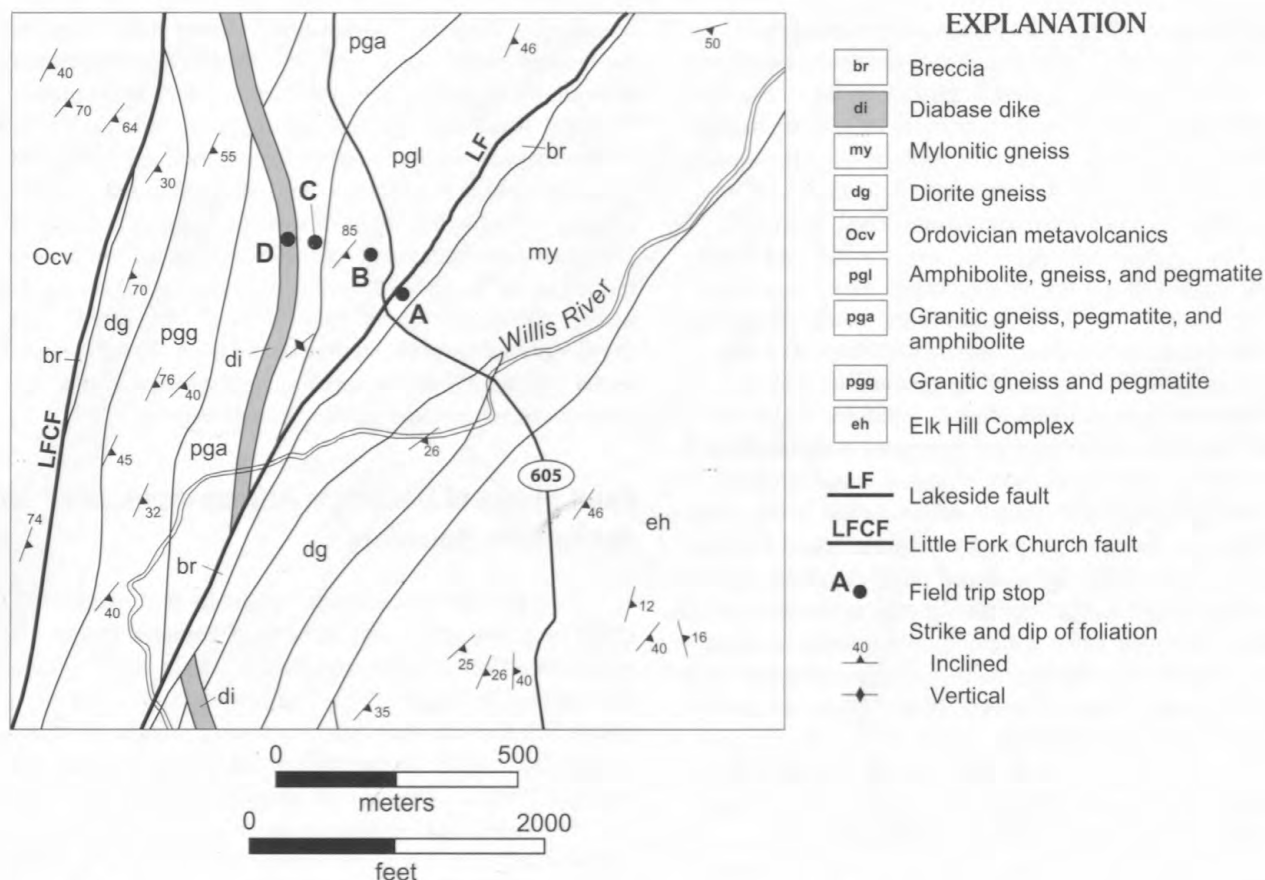 pga
46
50
40
70
64
55
30
LF
br
pgl
C
85
Ocv
D
B
my
70
A
dg
Willis River
pgg
br
di
76
40
LFCF
45
pga
26
605
32
74
46
eh
br
dg
40
12
40
16
25
26
40
di
35
0 500
meters
0 2000
feet
EXPLANATION
br Breccia
di Diabase dike
my Mylonitic gneiss
dg Diorite gneiss
Ocv Ordovician metavolcanics
pgl Amphibolite, gneiss, and pegmatite
pga Granitic gneiss, pegmatite, and
amphibolite
pgg Granitic gneiss and pegmatite
eh Elk Hill Complex
LF Lakeside fault
LFCF Little Fork Church fault
A Field trip stop
Strike and dip of foliation
40 Inclined
Vertical